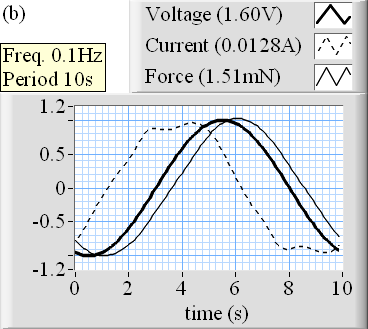 (b)
Voltage (1.60V)
Current (0.0128A)
Force (1.51mN)
Freq. 0.1Hz
Period 10s
1.2
0.5
0
-0.5
-1.2
0 2 4 6 8 10
time (s)